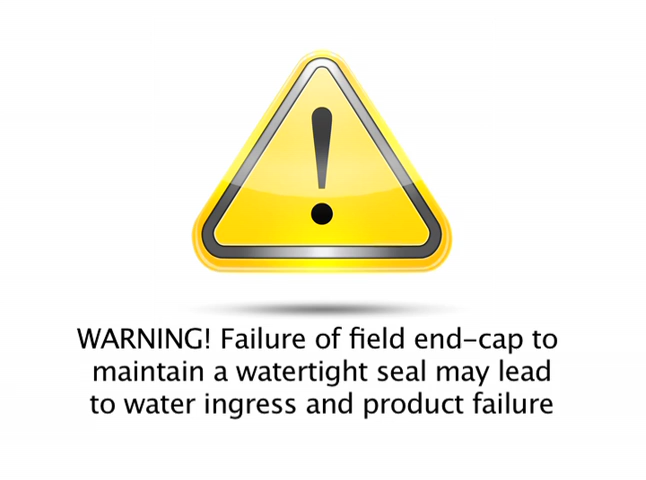 WARNING! Failure of field end-cap to
maintain a watertight seal may lead
to water ingress and product failure